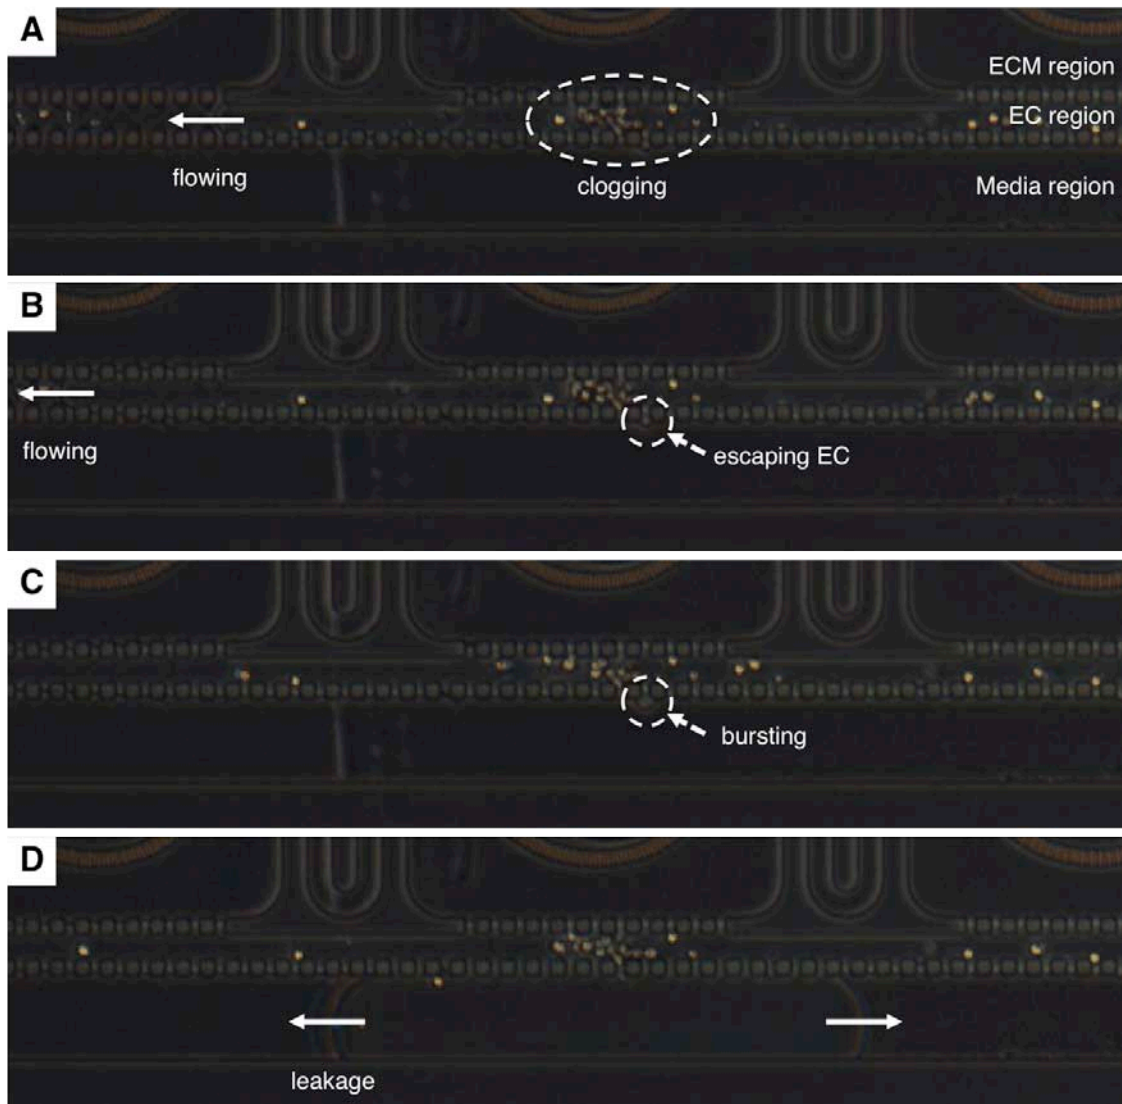 A
ECM region
EC region
flowing
clogging
Media region
B
flowing
escaping EC
C
bursting
D
leakage